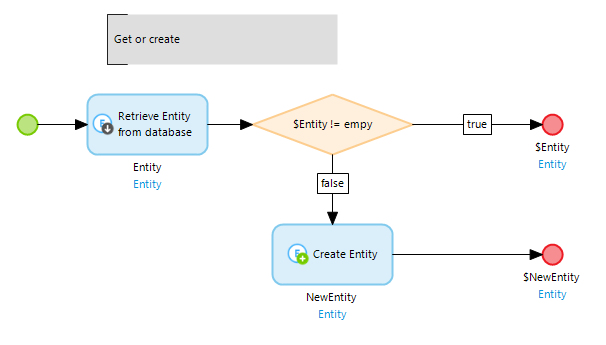 Get or create
Retrieve Entity
from database
Entity
Entity
$Entity != empy
true
$Entity
Entity
false
Create Entity
NewEntity
Entity
$NewEntity
Entity